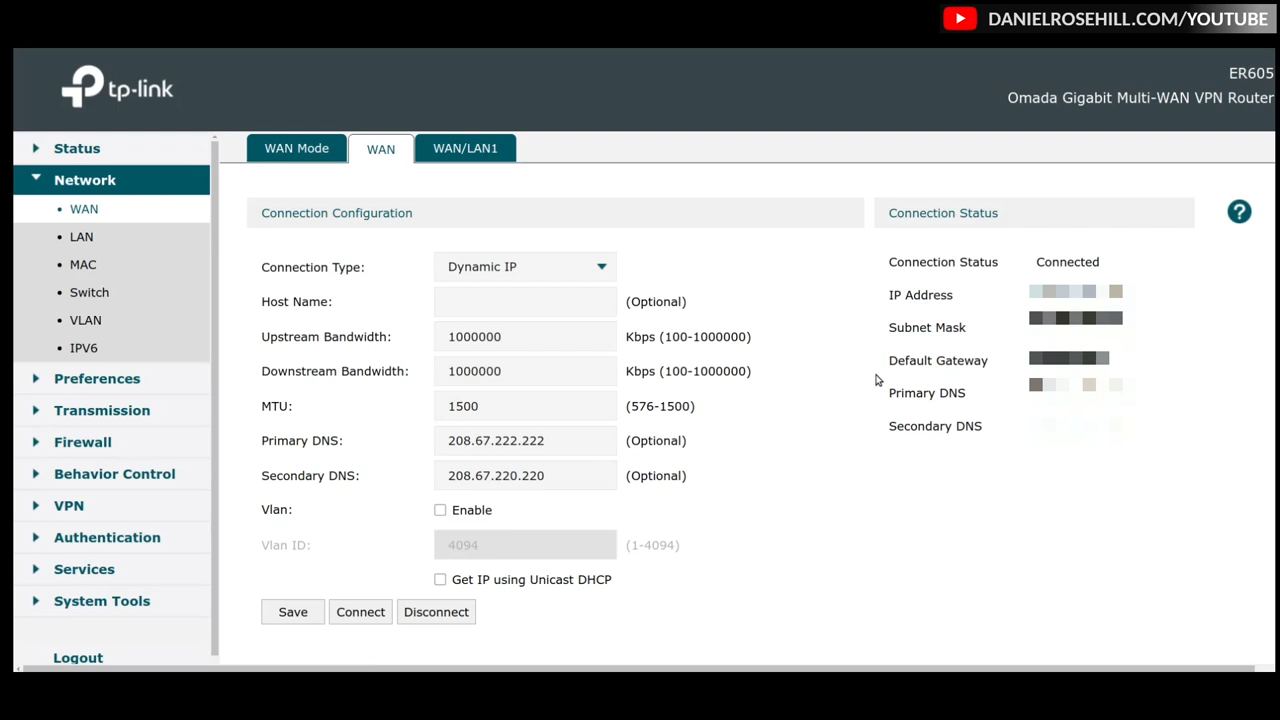 DANIELROSEHILL.COM/YOUTUBE
tp-link
ER605
Omada Gigabit Multi-WAN VPN Router
Status
Network
WAN
LAN
MAC
Switch
VLAN
IPV6
Preferences
Transmission
Firewall
Behavior Control
VPN
Authentication
Services
System Tools
Logout
WAN Mode WAN WAN/LAN1
Connection Configuration
Connection Type: Dynamic IP
Host Name: (Optional)
Upstream Bandwidth: 1000000 Kbps (100-1000000)
Downstream Bandwidth: 1000000 Kbps (100-1000000)
MTU: 1500 (576-1500)
Primary DNS: 208.67.222.222 (Optional)
Secondary DNS: 208.67.220.220 (Optional)
Vlan: Enable
Vlan ID: 4094 (1-4094)
Get IP using Unicast DHCP
Save Connect Disconnect
Connection Status
?
Connection Status Connected
IP Address
Subnet Mask
Default Gateway
Primary DNS
Secondary DNS